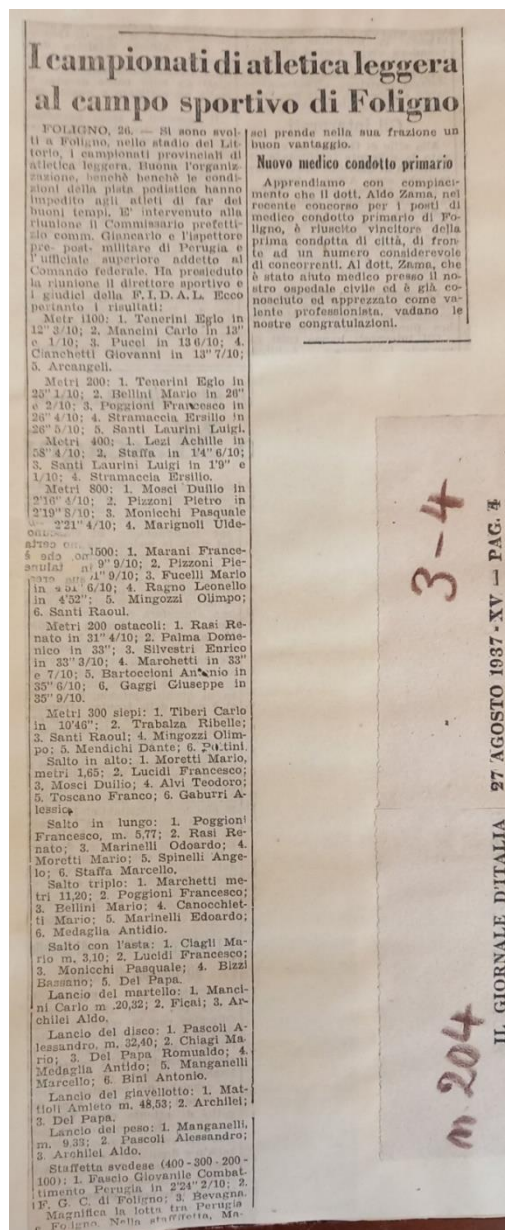 I campionati di atletica leggera
al campo sportivo di Foligno
FOLIGNO, 26. — Si sono svol-
ti a Foligno, nello stadio del Lit-
torio, i campionati provinciali di
atletica leggera. Buona l'organiz-
zazione, benchè benchè le condi-
zioni della pista podistica hanno
impedito agli atleti di far dei
buoni tempi. E' intervenuto alla
riunione il Commissario prefetti-
zio comm. Giancarlo e l'ispettore
pre- post- militare di Perugia e
l'ufficiale superiore addetto al
Comando federale. Ha presieduto
la riunione il direttore sportivo e
i giudici della F.I.D.A.L. Ecco
pertanto i risultati:
Metr 1100: 1. Tenerini Eglo in
12" 3/10; 2. Mancini Carlo in 13"
e 1/10; 3. Pucci in 13 6/10; 4.
Cianchetti Giovanni in 13" 7/10;
5. Arcangeli.
Metri 200: 1. Tenerini Eglo in
25" 1/10; 2. Bellini Mario in 26"
e 2/10; 3. Poggioni Francesco in
26" 4/10; 4. Stramaccia Ersilio in
26" 5/10; 5. Santi Laurini Luigi.
Metri 400: 1. Lezi Achille in
58" 4/10; 2. Staffa in 1'4" 6/10;
3. Santi Laurini Luigi in 1'9" e
1/10; 4. Stramaccia Ersilio.
Metri 800: 1. Mosci Duilio in
2'16" 4/10; 2. Pizzoni Pietro in
2'19" 8/10; 3. Monicchi Pasquale
2'21" 4/10; 4. Marignoli Ulde-
1500: 1. Marani France-
9" 9/10; 2. Pizzoni Pie-
1" 9/10; 3. Fucelli Mario
in 6/10; 4. Ragno Leonello
in 4'52"; 5. Mingozzi Olimpo;
6. Santi Raoul.
Metri 200 ostacoli: 1. Rasi Re-
nato in 31" 4/10; 2. Palma Dome-
nico in 33"; 3. Silvestri Enrico
in 33" 3/10; 4. Marchetti in 33"
e 7/10; 5. Bartoccioni Antonio in
35" 6/10; 6. Gaggi Giuseppe in
35" 9/10.
Metri 300 siepi: 1. Tiberi Carlo
in 10'46"; 2. Trabalza Ribelle;
3. Santi Raoul; 4. Mingozzi Olim-
po; 5. Mendichi Dante; 6. Pottini.
Salto in alto: 1. Moretti Mario,
metri 1,65; 2. Lucidi Francesco;
3. Mosci Duilio; 4. Alvi Teodoro;
5. Toscano Franco; 6. Gaburri A-
lessio.
Salto in lungo: 1. Poggioni
Francesco, m. 5,77; 2. Rasi Re-
nato; 3. Marinelli Odoardo; 4.
Moretti Mario; 5. Spinelli Ange-
lo; 6. Staffa Marcello.
Salto triplo: 1. Marchetti me-
tri 11,20; 2. Poggioni Francesco;
3. Bellini Mario; 4. Canocchiet-
ti Mario; 5. Marinelli Edoardo;
6. Medaglia Antidio.
Salto con l'asta: 1. Ciagli Ma-
rio m. 3,10; 2. Lucidi Francesco;
3. Monicchi Pasquale; 4. Bizzi
Bassano; 5. Del Papa.
Lancio del martello: 1. Manci-
ni Carlo m .20,32; 2. Ficai; 3. Ar-
chilei Aldo.
Lancio del disco: 1. Pascoli A-
lessandro, m. 32,40; 2. Chiagi Ma-
rio; 3. Del Papa Romualdo; 4.
Medaglia Antido; 5. Manganelli
Marcello; 6. Bini Antonio.
Lancio del giavellotto: 1. Mat-
tioli Amleto m. 48,53; 2. Archilei;
3. Del Papa.
Lancio del peso: 1. Manganelli,
m. 9.33; 2. Pascoli Alessandro;
3. Archilei Aldo.
Staffetta svedese (400-300-200-
100): 1. Fascio Giovanile Combat-
timento Perugia in 2'24" 2/10; 2.
F. G. C. di Foligno; 3. Bevagna.
Magnifica la lotta tra Perugia
e Foligno. Nella staffetta, Ma-
sci prende nella sua frazione un
buon vantaggio.
Nuovo medico condotto primario
Apprendiamo con compiaci-
mento che il dott. Aldo Zama, nel
recente concorso per i posti di
medico condotto primario di Fo-
ligno, è riuscito vincitore della
prima condotta di città, di fron-
te ad un numero considerevole
di concorrenti. Al dott. Zama, che
è stato aiuto medico presso il no-
stro ospedale civile ed è già co-
nosciuto ed apprezzato come va-
lente professionista, vadano le
nostre congratulazioni.
3-4
m 204
IL GIORNALE D'ITALIA 27 AGOSTO 1937-XV — PAG. 4